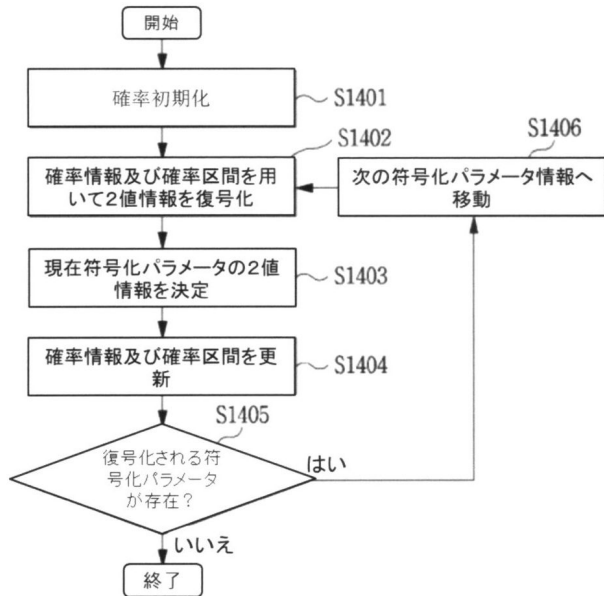 開始
確率初期化
S1401
S1402
確率情報及び確率区間を用
いて2値情報を復号化
S1406
次の符号化パラメータ情報へ
移動
現在符号化パラメータの2値
情報を決定
S1403
確率情報及び確率区間を更
新
S1404
S1405
復号化される符
号化パラメータ
が存在?
はい
いいえ
終了